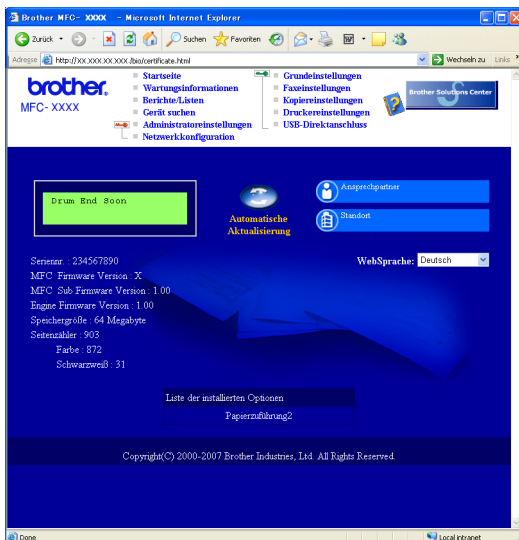 Brother MFC- XXXX - Microsoft Internet Explorer
Zurück Suchen Favoriten
Adresse http://XX.XXX.XX.XXX./bio/certificate.html Wechseln zu Links
brother.
MFC- XXXX
Startseite
Wartungsinformationen
Berichte/Listen
Gerät suchen
Administratoreinstellungen
Netzwerkkonfiguration
Grundeinstellungen
Faxeinstellungen
Kopiereinstellungen
Druckereinstellungen
USB-Direktanschluss
Brother Solutions Center
Drum End Soon
Automatische
Aktualisierung
Ansprechpartner
Standort
WebSprache: Deutsch
Seriennr. : 234567890
MFC Firmware Version : X
MFC Sub Firmware Version : 1.00
Engine Firmware Version : 1.00
Speichergröße : 64 Megabyte
Seitenzähler : 903
Farbe : 872
Schwarzweiß : 31
Liste der installierten Optionen
Papierzuführung2
Copyright(C) 2000-2007 Brother Industries, Ltd. All Rights Reserved.
Done Local intranet